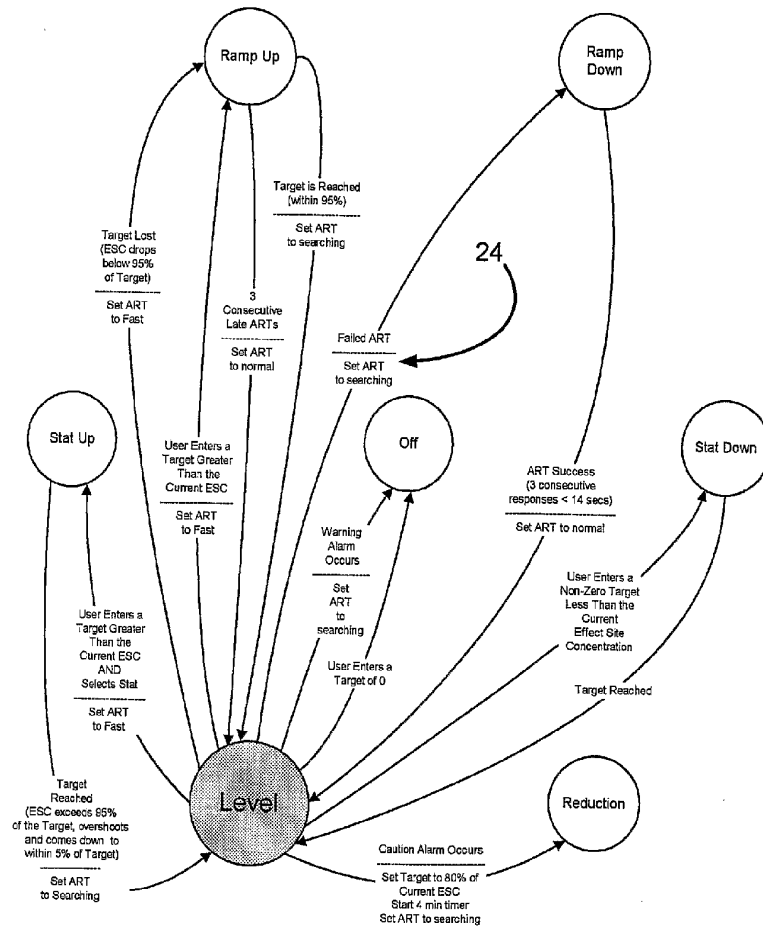 Ramp Up
Ramp
Down
Target is Reached
(within 95%)
Set ART
to searching
Target Lost
(ESC drops
below 95%
of Target)
Set ART
to Fast
24
3
Consecutive
Late ARTs
Set ART
to normal
Failed ART
Set ART
to searching
Stat Up
Off
Stat Down
User Enters a
Target Greater
Than the
Current ESC
Set ART
to Fast
ART Success
(3 consecutive
responses < 14 secs)
Set ART to normal
Warning
Alarm
Occurs
Set
ART
to
searching
User Enters a
Non-Zero Target
Less Than the
Current
Effect Site
Concentration
User Enters a
Target Greater
Than the
Current ESC
AND
Selects Stat
Set ART
to Fast
User Enters a
Target of 0
Target Reached
Target
Reached
(ESC exceeds 95%
of the Target, overshoots
and comes down to
within 5% of Target)
Set ART
to Searching
Level
Reduction
Caution Alarm Occurs
Set Target to 80% of
Current ESC
Start 4 min timer
Set ART to searching